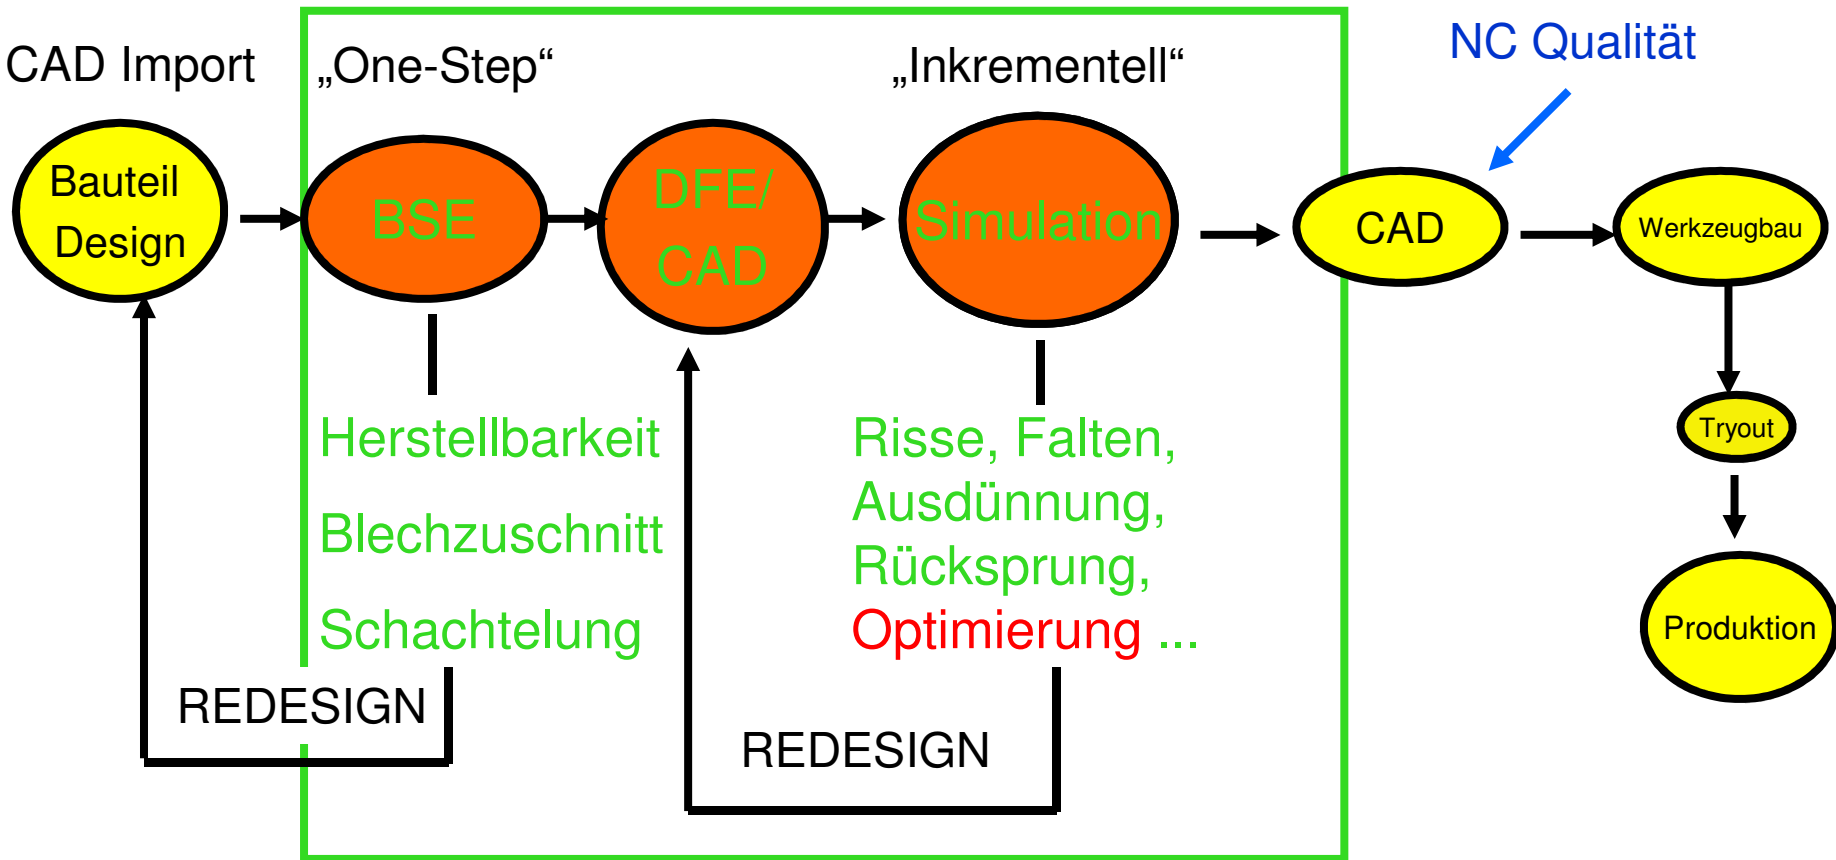 CAD Import
„One-Step“
„Inkrementell“
NC Qualität
Bauteil
Design
BSE
DFE/
CAD
Simulation
CAD
Werkzeugbau
Herstellbarkeit
Blechzuschnitt
Schachtelung
Risse, Falten,
Ausdünnung,
Rücksprung,
Optimierung ...
Tryout
Produktion
REDESIGN
REDESIGN